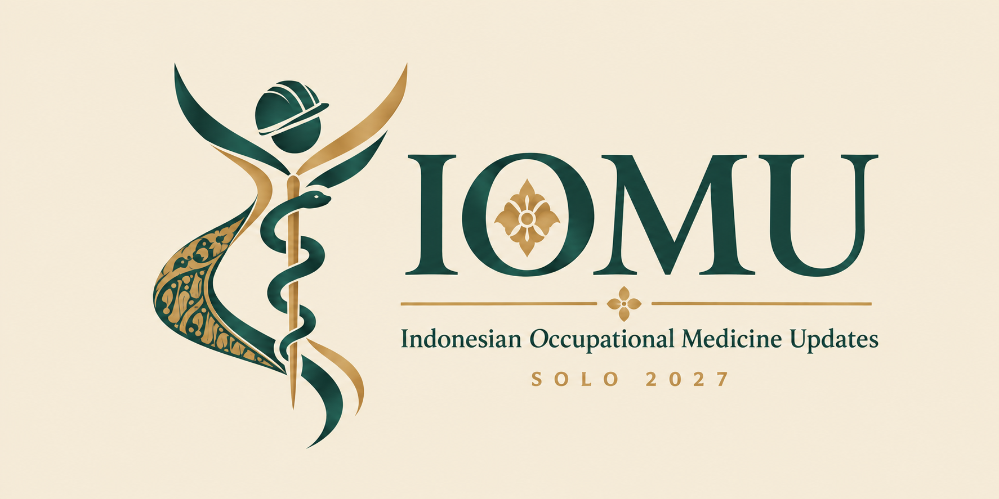 IOMU
Indonesian Occupational Medicine Updates
SOLO 2027